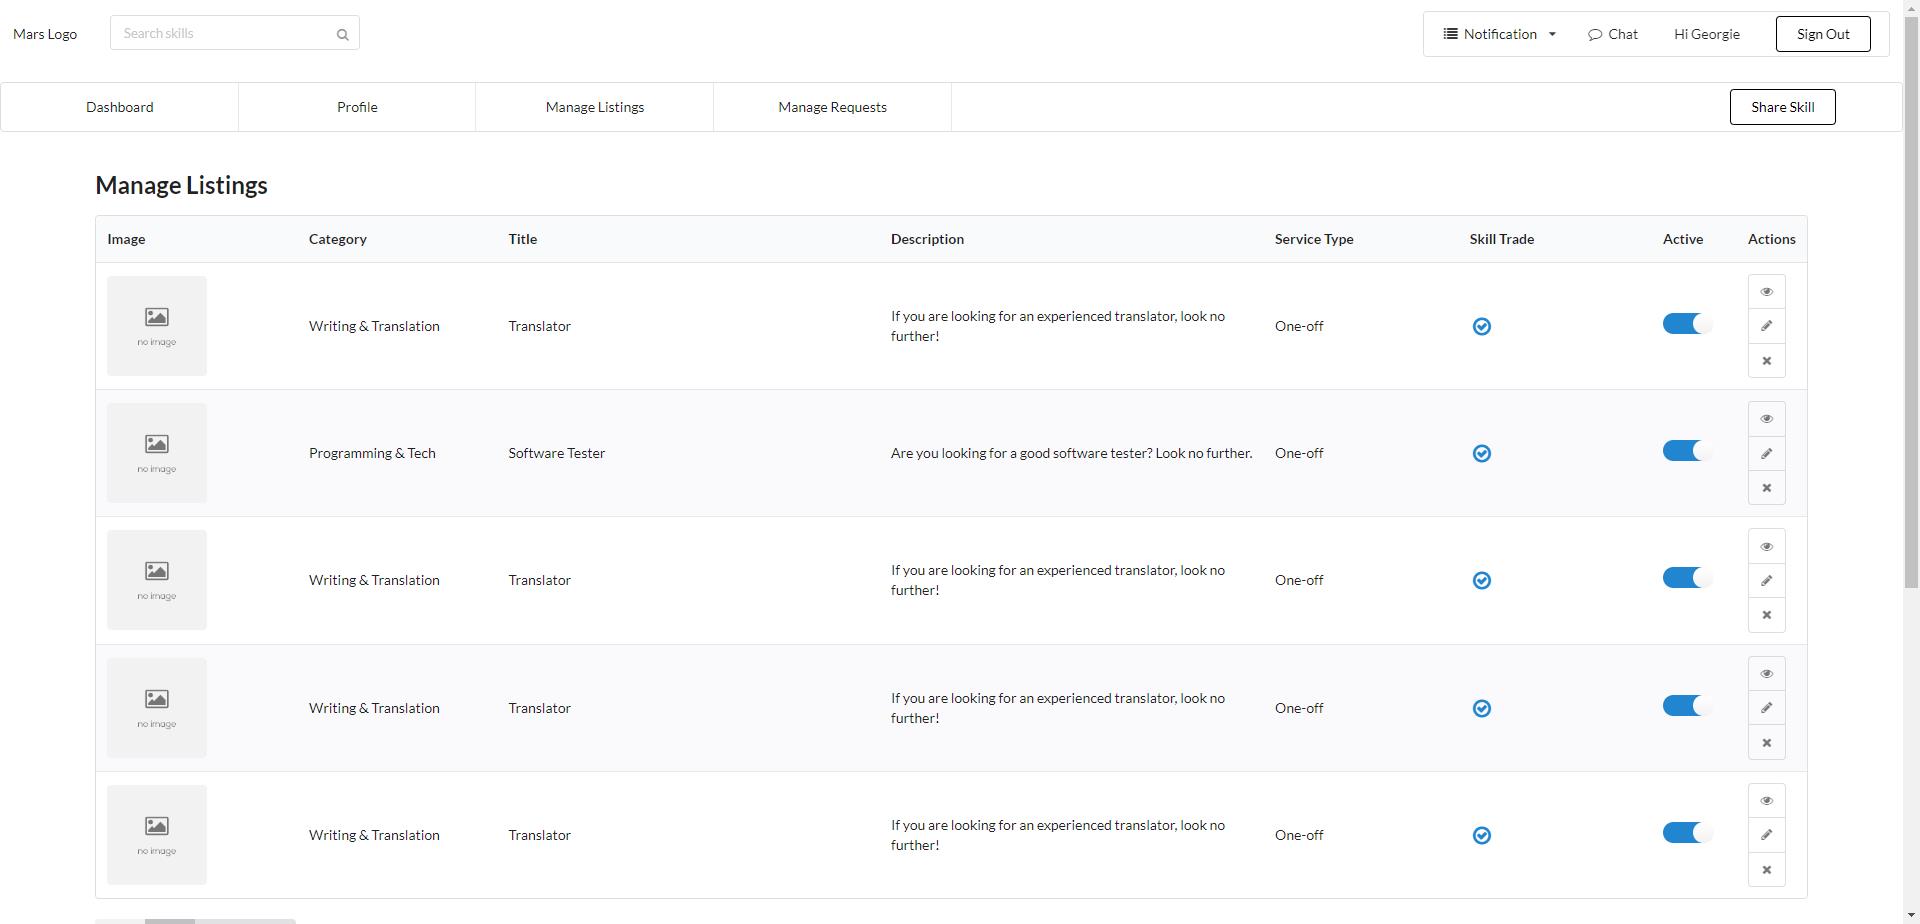 Mars Logo
Search skills
Notification
Chat
Hi Georgie
Sign Out
Dashboard
Profile
Manage Listings
Manage Requests
Share Skill
Manage Listings
Image Category Title Description Service Type Skill Trade Active Actions
no image
Writing & Translation
Translator
If you are looking for an experienced translator, look no
further!
One-off
no image
Programming & Tech
Software Tester
Are you looking for a good software tester? Look no further.
One-off
no image
Writing & Translation
Translator
If you are looking for an experienced translator, look no
further!
One-off
no image
Writing & Translation
Translator
If you are looking for an experienced translator, look no
further!
One-off
no image
Writing & Translation
Translator
If you are looking for an experienced translator, look no
further!
One-off